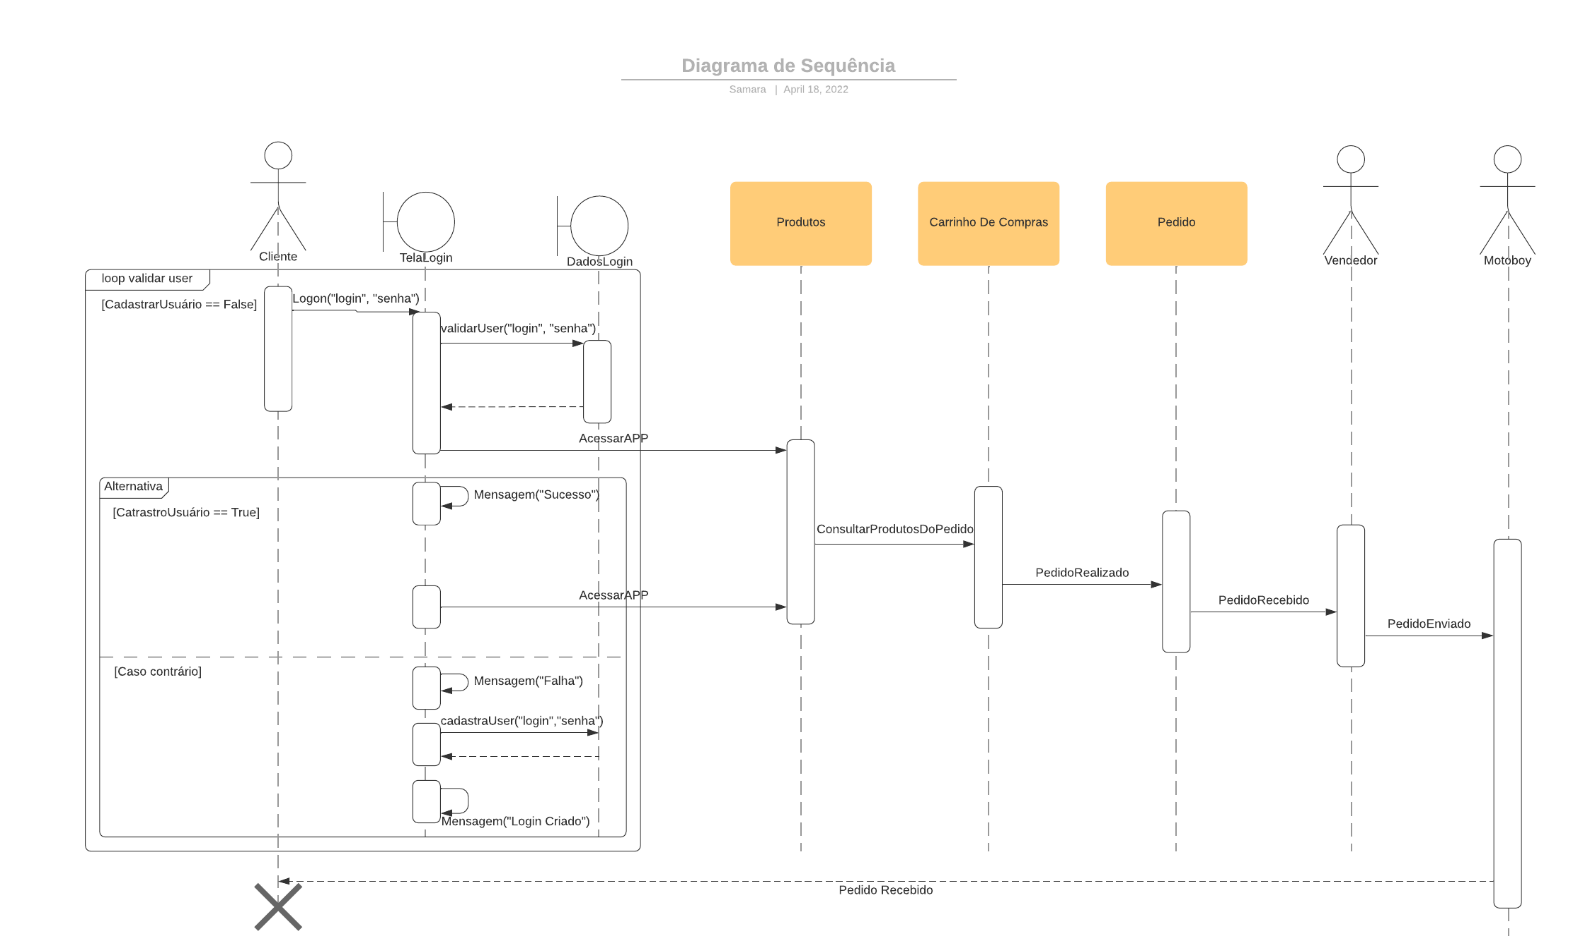 Diagrama de Sequência
Samara | April 18, 2022
Cliente
TelaLogin
DadosLogin
Produtos
Carrinho De Compras
Pedido
Vendedor
Motoboy
loop validar user
[CadastrarUsuário == False]
Logon("login", "senha")
validarUser("login", "senha")
AcessarAPP
Alternativa
[CatrastroUsuário == True]
Mensagem("Sucesso")
ConsultarProdutosDoPedido
PedidoRealizado
AcessarAPP
PedidoRecebido
PedidoEnviado
[Caso contrário]
Mensagem("Falha")
cadastraUser("login","senha")
Mensagem("Login Criado")
Pedido Recebido